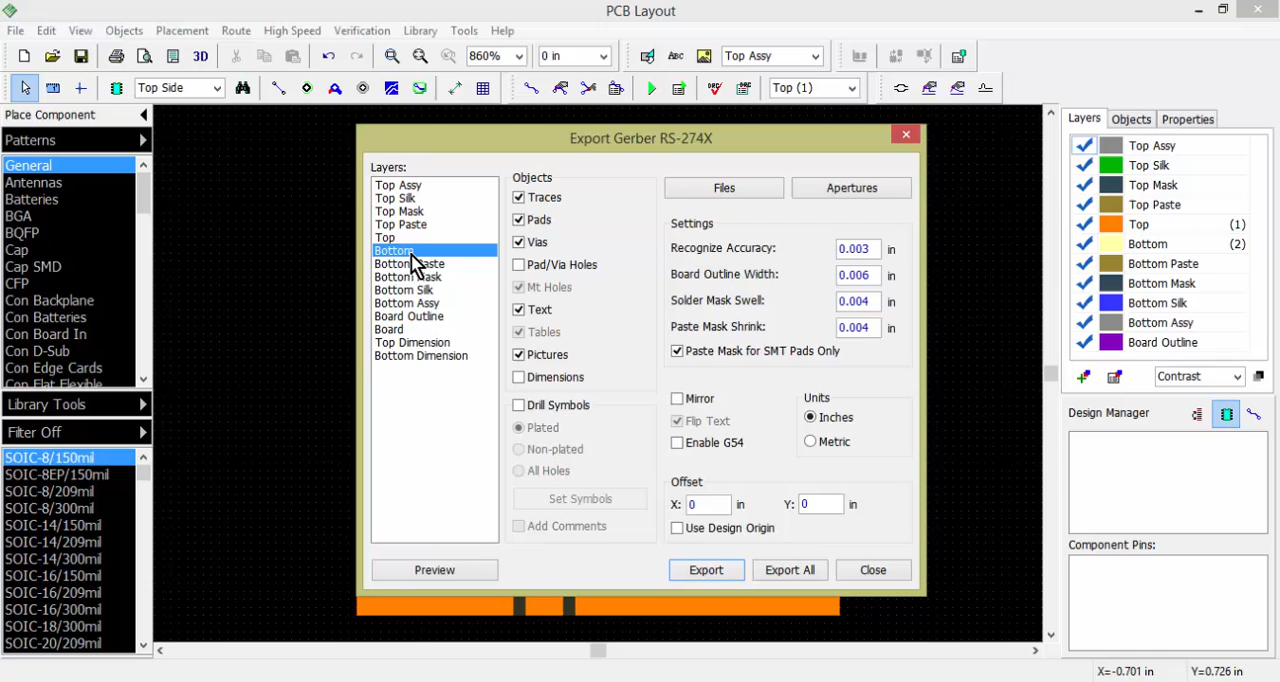 PCB Layout
File Edit View Objects Placement Route High Speed Verification Library Tools Help
3D 860% 0 in ABC Top Assy
Top Side Top (1)
Place Component
Patterns
General
Antennas
Batteries
BGA
BQFP
Cap
Cap SMD
CFP
Con Backplane
Con Batteries
Con Board In
Con D-Sub
Con Edge Cards
Con Flat Flexible
Library Tools
Filter Off
SOIC-8/150mil
SOIC-8EP/150mil
SOIC-8/209mil
SOIC-8/300mil
SOIC-14/150mil
SOIC-14/209mil
SOIC-14/300mil
SOIC-16/150mil
SOIC-16/209mil
SOIC-16/300mil
SOIC-18/300mil
SOIC-20/209mil
Export Gerber RS-274X
Layers:
Top Assy
Top Silk
Top Mask
Top Paste
Top
Bottom
Bottom Paste
Bottom Mask
Bottom Silk
Bottom Assy
Board Outline
Board
Top Dimension
Bottom Dimension
Preview
Objects
Traces
Pads
Vias
Pad/Via Holes
Mt Holes
Text
Tables
Pictures
Dimensions
Drill Symbols
Plated
Non-plated
All Holes
Set Symbols
Add Comments
Files Apertures
Settings
Recognize Accuracy: 0.003 in
Board Outline Width: 0.006 in
Solder Mask Swell: 0.004 in
Paste Mask Shrink: 0.004 in
Paste Mask for SMT Pads Only
Mirror
Flip Text
Enable G54
Units
Inches
Metric
Offset
X: 0 in Y: 0 in
Use Design Origin
Export Export All Close
Layers Objects Properties
Top Assy
Top Silk
Top Mask
Top Paste
Top (1)
Bottom (2)
Bottom Paste
Bottom Mask
Bottom Silk
Bottom Assy
Board Outline
Contrast
Design Manager
Component Pins:
X=-0.701 in Y=0.726 in